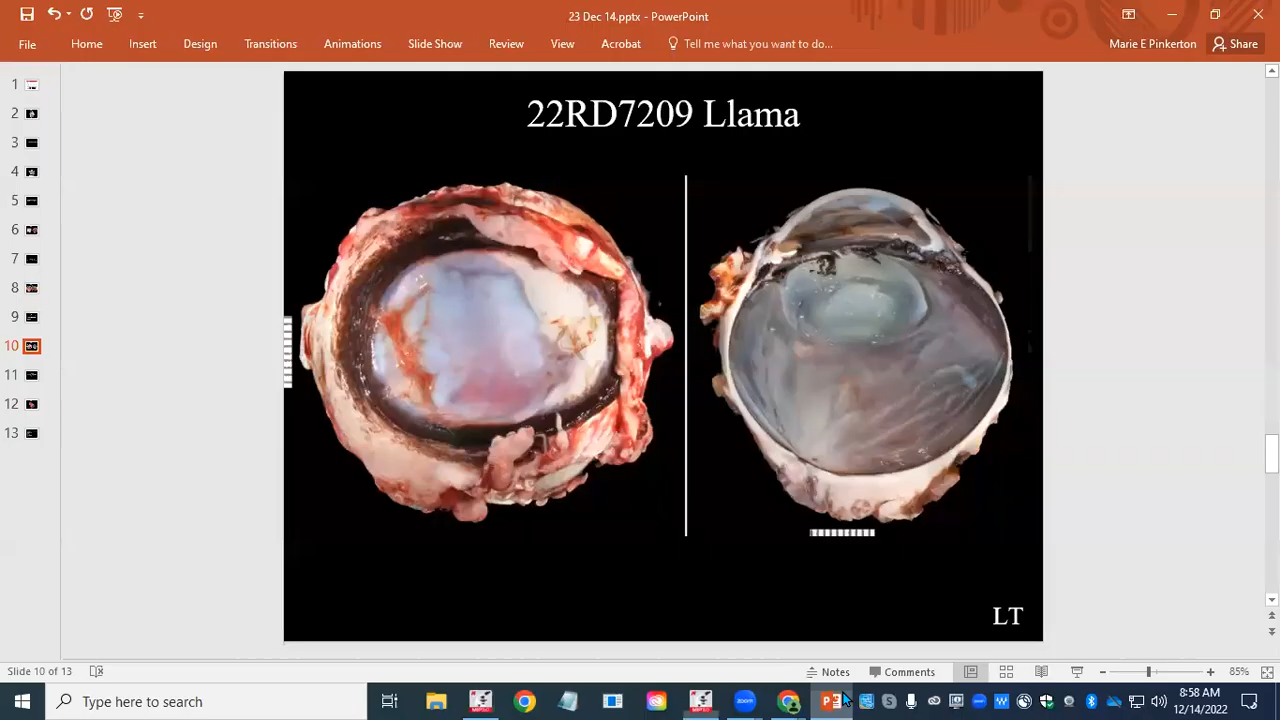 23 Dec 14.pptx - PowerPoint
File Home Insert Design Transitions Animations Slide Show Review View Acrobat Tell me what you want to do... Marie E Pinkerton Share
1
2
3
4
5
6
7
8
9
10
11
12
13
22RD7209 Llama
LT
Slide 10 of 13 Notes Comments 85%
Type here to search
zoom
8:58 AM
12/14/2022